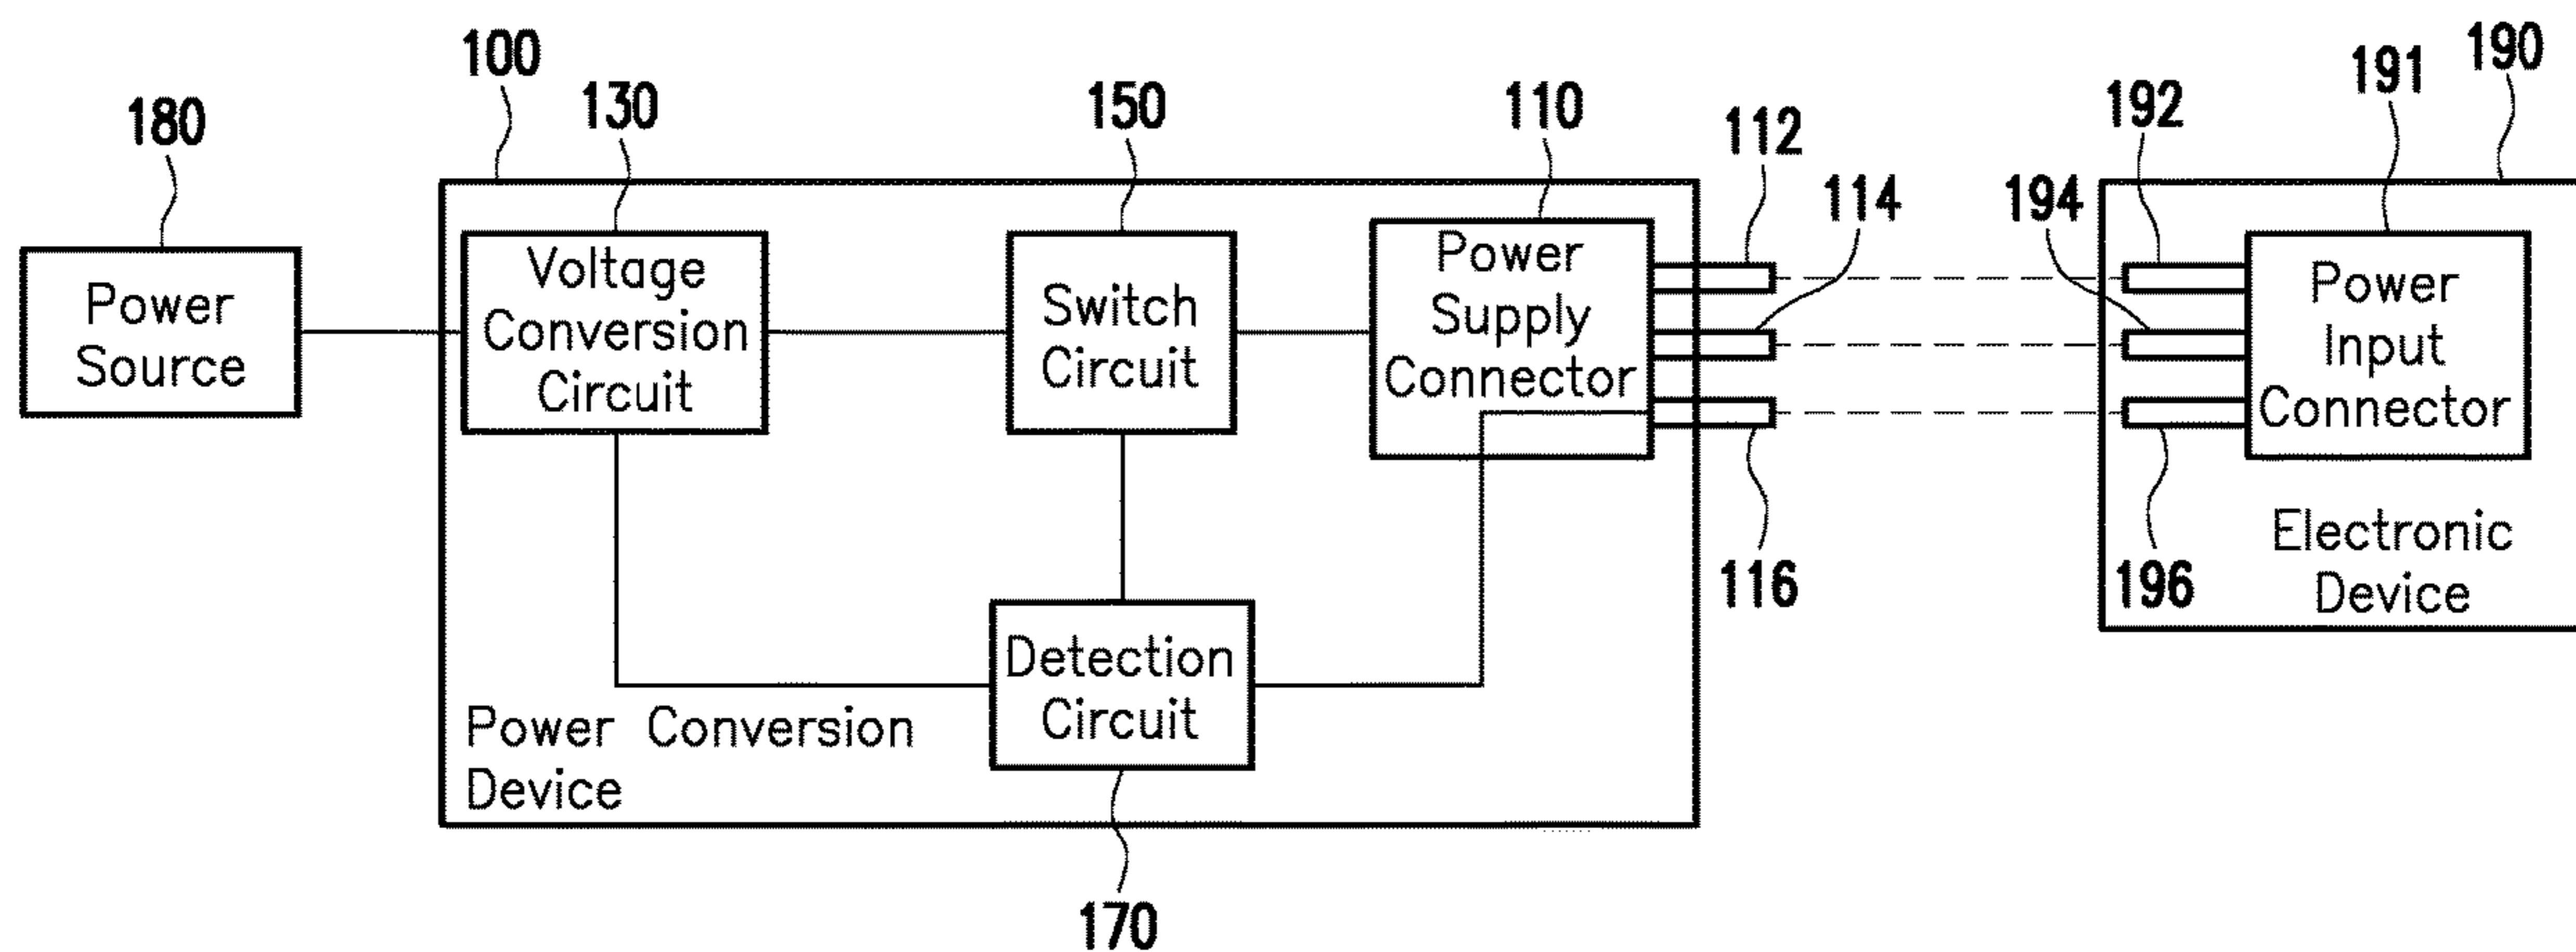 100
190
180
130
150
110
112
192
191
114
194
Power
Source
Voltage
Conversion
Circuit
Switch
Circuit
Power
Supply
Connector
Power
Input
Connector
116
196
Electronic
Device
Detection
Circuit
Power Conversion
Device
170